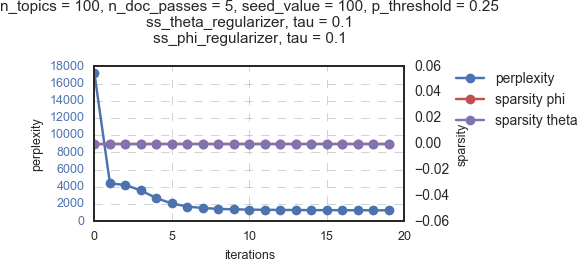 n_topics = 100, n_doc_passes = 5, seed_value = 100, p_threshold = 0.25
ss_theta_regularizer, tau = 0.1
ss_phi_regularizer, tau = 0.1
18000
16000
14000
12000
10000
8000
6000
4000
2000
0
perplexity
0
5
10
15
20
iterations
0.06
0.04
0.02
0.00
−0.02
−0.04
−0.06
sparsity
perplexity
sparsity phi
sparsity theta